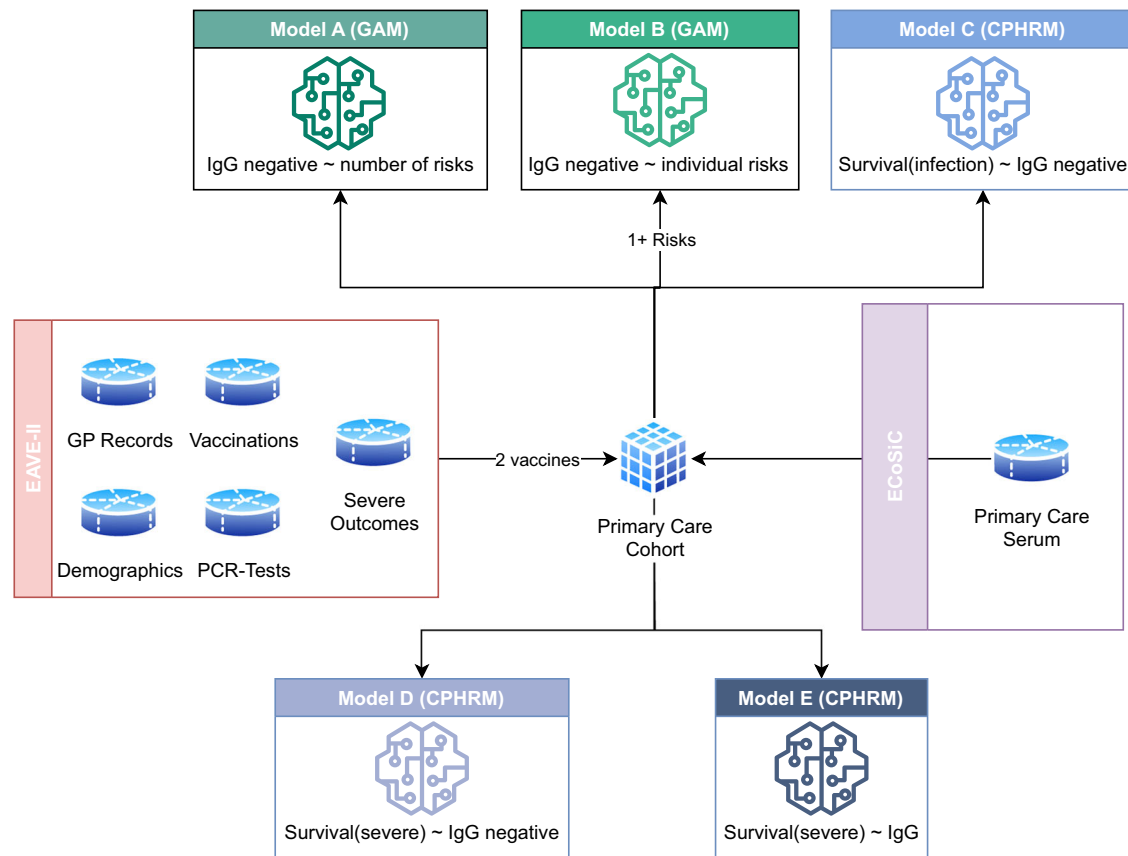 Model A (GAM)
IgG negative ~ number of risks
Model B (GAM)
IgG negative ~ individual risks
Model C (CPHRM)
Survival(infection) ~ IgG negative
1+ Risks
EAVE-II
GP Records
Vaccinations
Demographics
PCR-Tests
Severe
Outcomes
2 vaccines
Primary Care
Cohort
ECoSiC
Primary Care
Serum
Model D (CPHRM)
Survival(severe) ~ IgG negative
Model E (CPHRM)
Survival(severe) ~ IgG